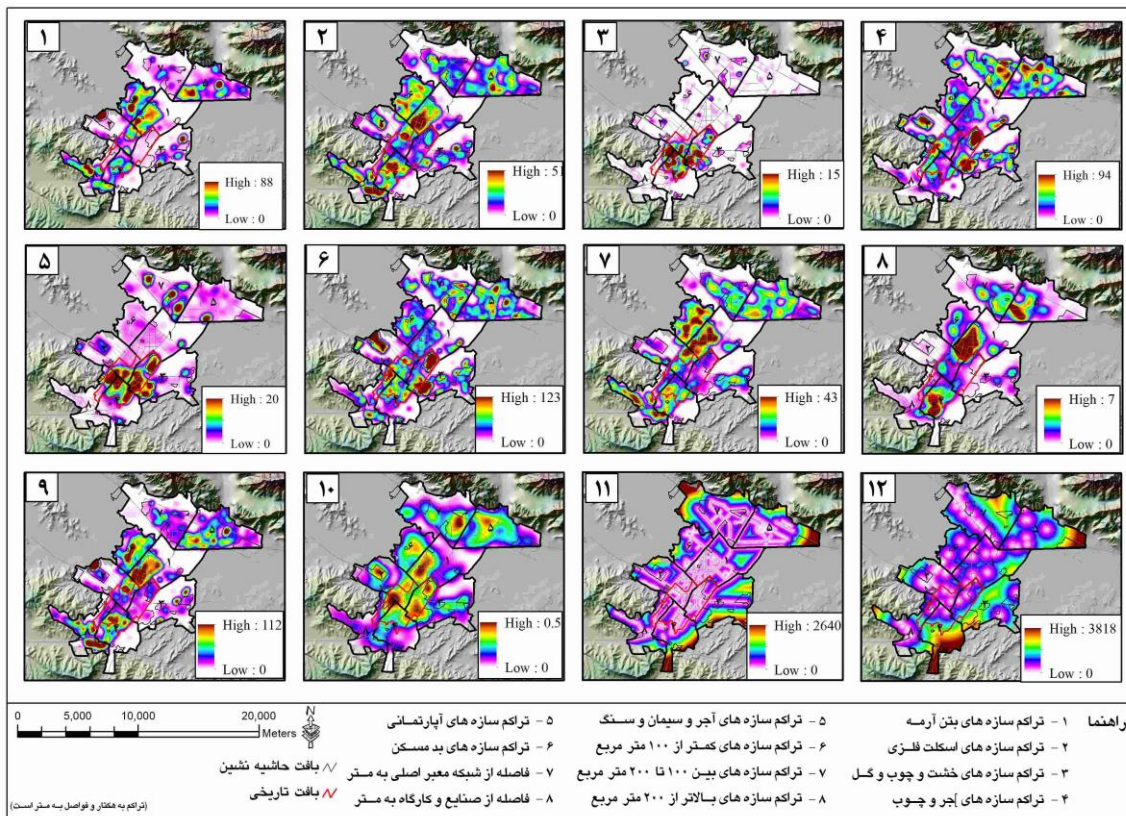 ۱
High : 88
Low : 0
۲
High : 51
Low : 0
۳
High : 15
Low : 0
۴
High : 94
Low : 0
۵
High : 20
Low : 0
۶
High : 123
Low : 0
۷
High : 43
Low : 0
۸
High : 7
Low : 0
۹
High : 112
Low : 0
۱۰
High : 0.5
Low : 0
۱۱
High : 2640
Low : 0
۱۲
High : 3818
Low : 0
راهنما
۱ - تراکم سازه های بتن آرمه
۲ - تراکم سازه های اسکلت فلزی
۳ - تراکم سازه های خشت و چوب و گل
۴ - تراکم سازه های آجر و چوب
۵ - تراکم سازه های آجر و سیمان و سنگ
۶ - تراکم سازه های کمتر از ۱۰۰ متر مربع
۷ - تراکم سازه های بین ۱۰۰ تا ۲۰۰ متر مربع
۸ - تراکم سازه های بالاتر از ۲۰۰ متر مربع
۵ - تراکم سازه های آپارتمانی
۶ - تراکم سازه های بد مسکن
۷ - فاصله از شبکه معبر اصلی به متر
۸ - فاصله از صنایع و کارگاه به متر
N
0 5,000 10,000 20,000
Meters
بافت حاشیه نشین
بافت تاریخی
(تراکم به هکتار و فواصل به متر است)